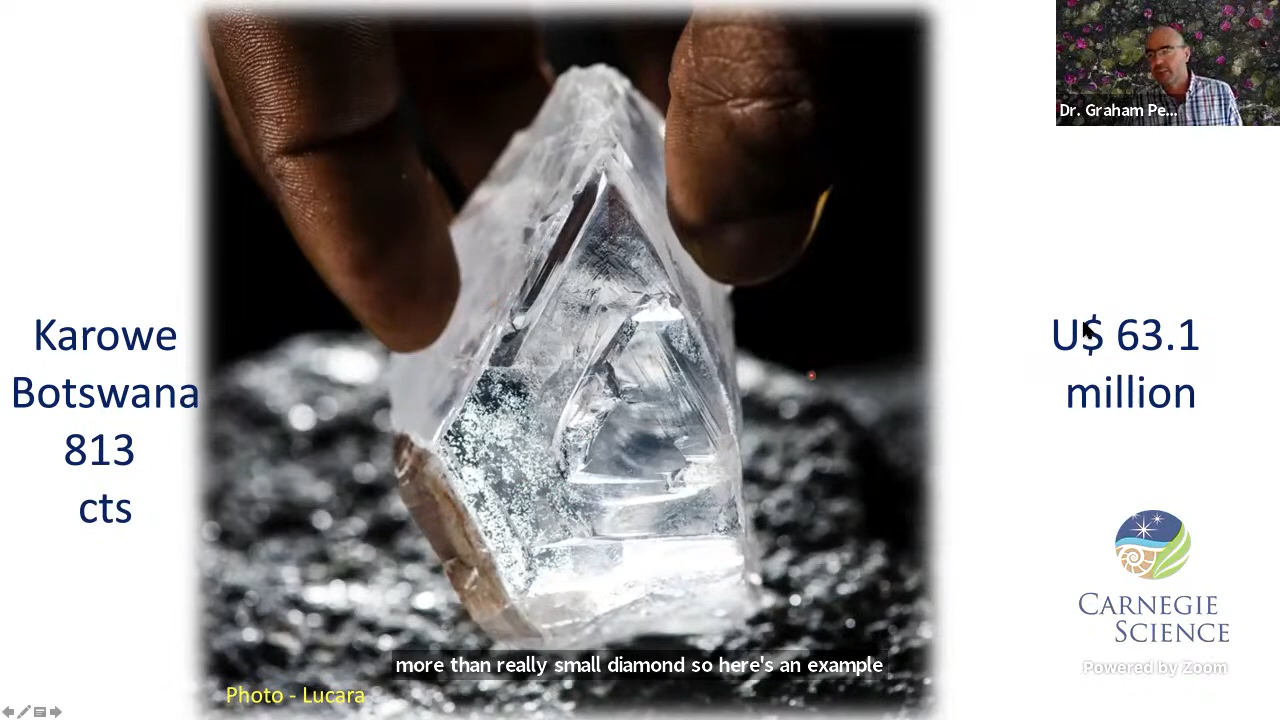 Dr. Graham Pe...
Karowe
Botswana
813
cts
U$ 63.1
million
CARNEGIE
SCIENCE
Powered by Zoom
more than really small diamond so here's an example
Photo - Lucara